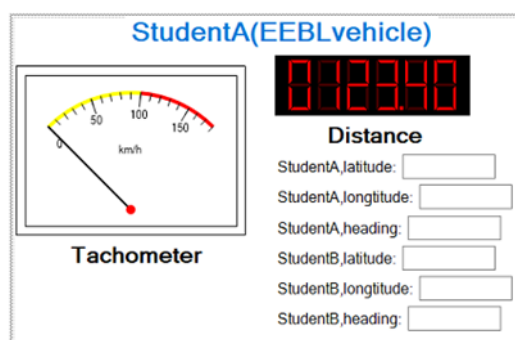 StudentA(EEBLvehicle)
0 50 100 150
km/h
Tachometer
0123.40
Distance
StudentA,latitude:
StudentA,longtitude:
StudentA,heading:
StudentB,latitude:
StudentB,longtitude:
StudentB,heading: